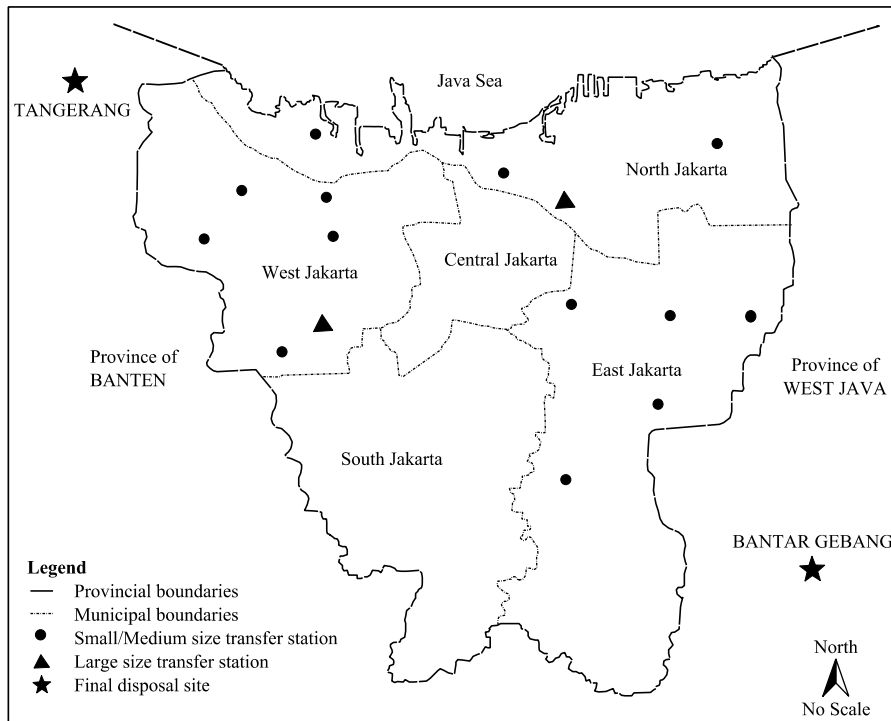 Java Sea
TANGERANG
North Jakarta
Central Jakarta
West Jakarta
Province of
BANTEN
East Jakarta
Province of
WEST JAVA
South Jakarta
BANTAR GEBANG
Legend
Provincial boundaries
Municipal boundaries
Small/Medium size transfer station
Large size transfer station
Final disposal site
North
No Scale